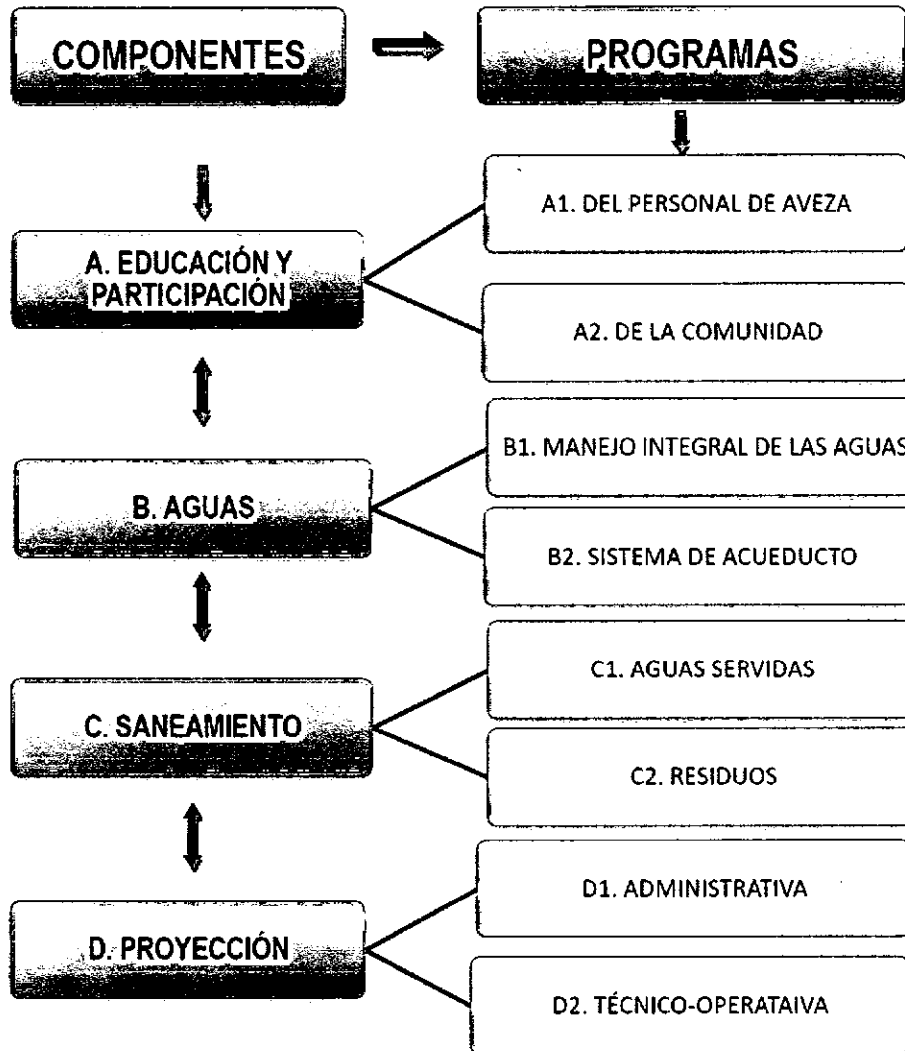 COMPONENTES
PROGRAMAS
A. EDUCACIÓN Y
PARTICIPACIÓN
A1. DEL PERSONAL DE AVEZA
A2. DE LA COMUNIDAD
B. AGUAS
B1. MANEJO INTEGRAL DE LAS AGUAS
B2. SISTEMA DE ACUEDUCTO
C. SANEAMIENTO
C1. AGUAS SERVIDAS
C2. RESIDUOS
D. PROYECCIÓN
D1. ADMINISTRATIVA
D2. TÉCNICO-OPERATAIVA